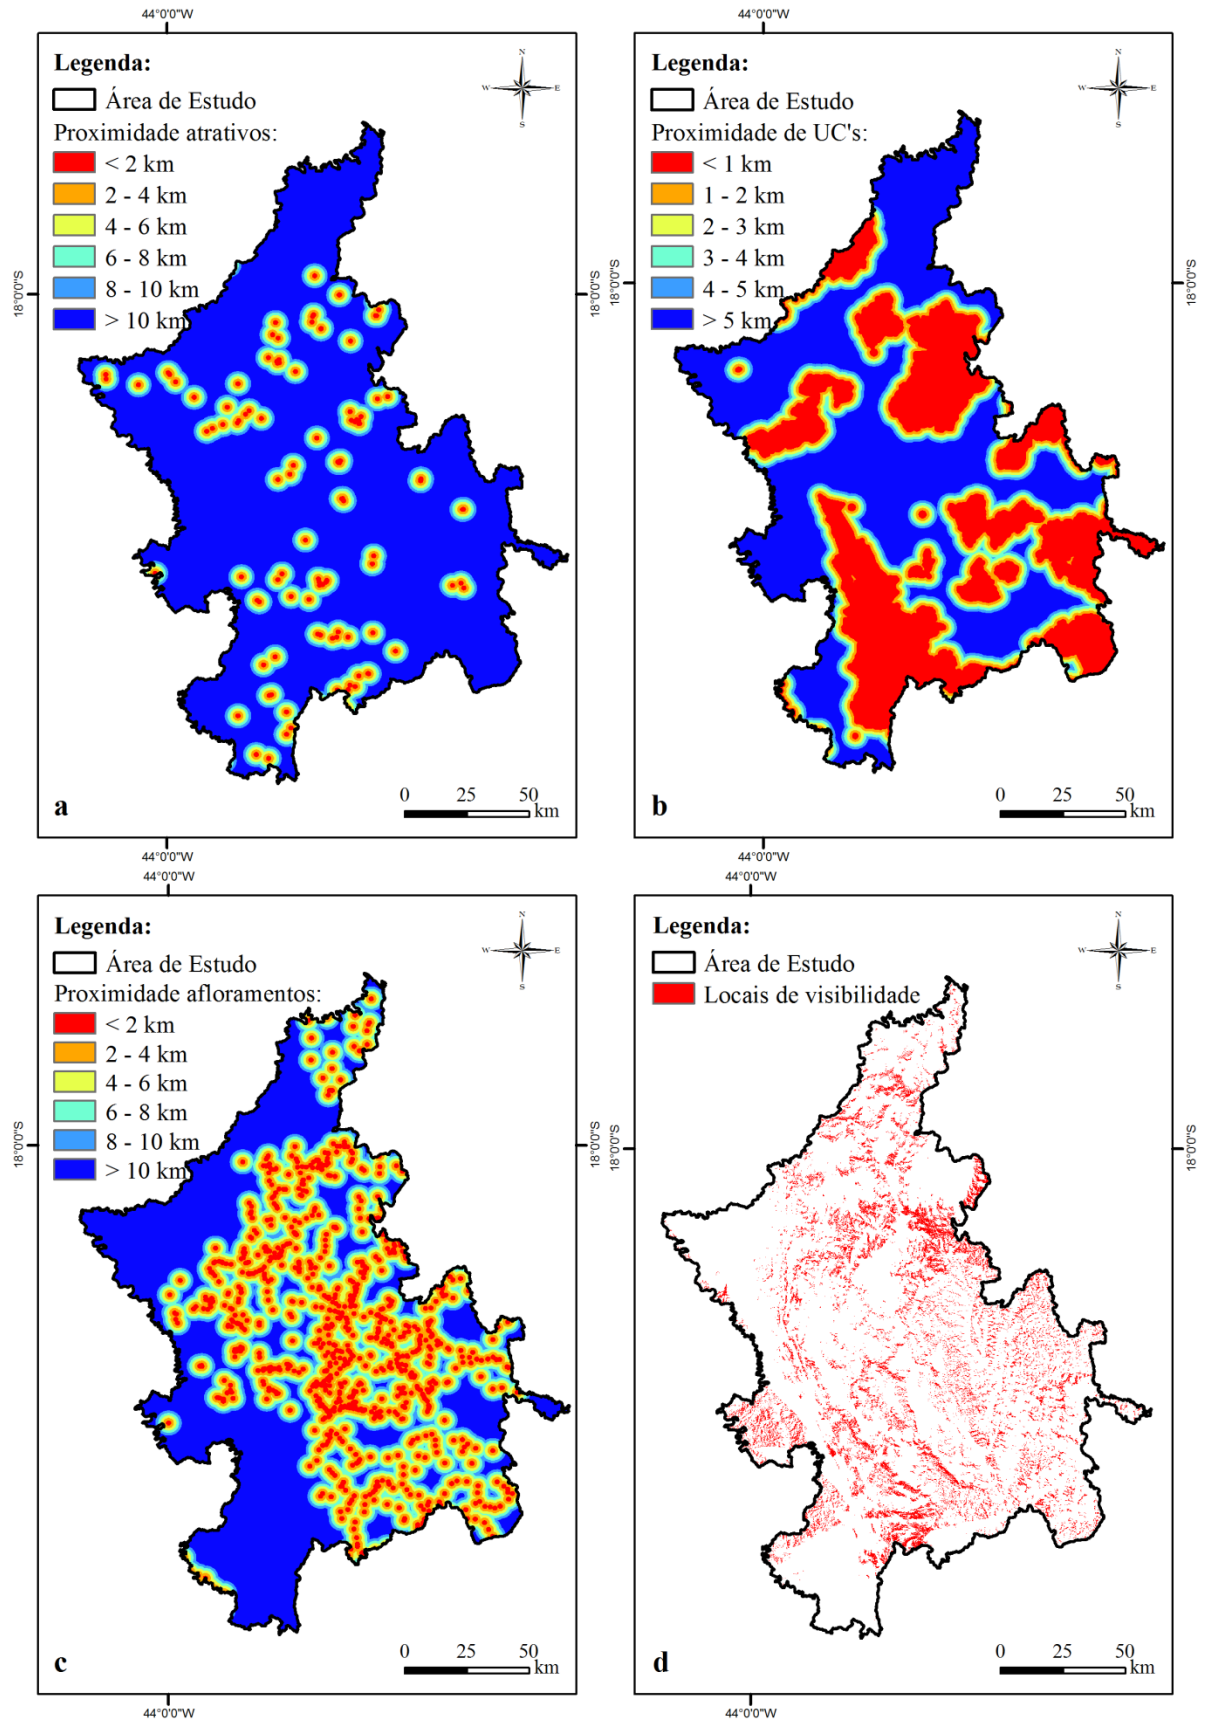 44°0'0"W
Legenda:
Área de Estudo
Proximidade atrativos:
< 2 km
2 - 4 km
4 - 6 km
6 - 8 km
8 - 10 km
> 10 km
N
W
E
S
18°0'0"S
18°0'0"S
0 25 50
km
a
44°0'0"W
44°0'0"W
Legenda:
Área de Estudo
Proximidade de UC's:
< 1 km
1 - 2 km
2 - 3 km
3 - 4 km
4 - 5 km
> 5 km
N
W
E
S
18°0'0"S
0 25 50
km
b
44°0'0"W
44°0'0"W
Legenda:
Área de Estudo
Proximidade afloramentos:
< 2 km
2 - 4 km
4 - 6 km
6 - 8 km
8 - 10 km
> 10 km
N
W
E
S
18°0'0"S
18°0'0"S
0 25 50
km
c
44°0'0"W
44°0'0"W
Legenda:
Área de Estudo
Locais de visibilidade
N
W
E
S
18°0'0"S
0 25 50
km
d
44°0'0"W